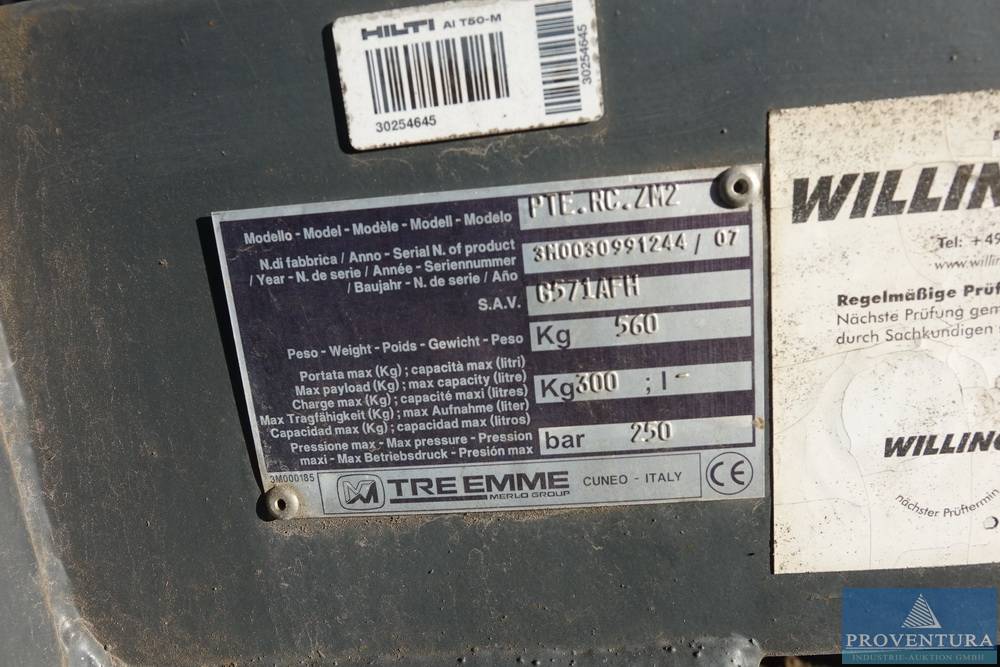 HILTI AI T50-M
30254645
30254645
Modello - Model - Modèle - Modell - Modelo PTE.RC.ZM2
N.di fabbrica / Anno - Serial N. of product
/ Year - N. de serie / Année - Seriennummer
/ Baujahr - N. de serie / Año
3M0030991244 / 07
S.A.V. G571AFH
Peso - Weight - Poids - Gewicht - Peso Kg 560
Portata max (Kg) ; capacità max (litri)
Max payload (Kg) ; max capacity (litre)
Charge max (Kg) ; capacité maxi (litres)
Max Tragfähigkeit (Kg) ; max Aufnahme (liter)
Capacidad max (Kg) ; capacidad max (litros)
Kg 300 ; l -
Pressione max - Max pressure - Pression
maxi - Max Betriebsdruck - Presión max
bar 250
3M000185
TRE EMME
MERLO GROUP
CUNEO - ITALY
CE
WILLIN
Tel: +49
www.willin
Regelmäßige Prüf
Nächste Prüfung gem
durch Sachkundigen
WILLING
nächster Prüftermin
PROVENTURA
INDUSTRIE-AUKTION GMBH